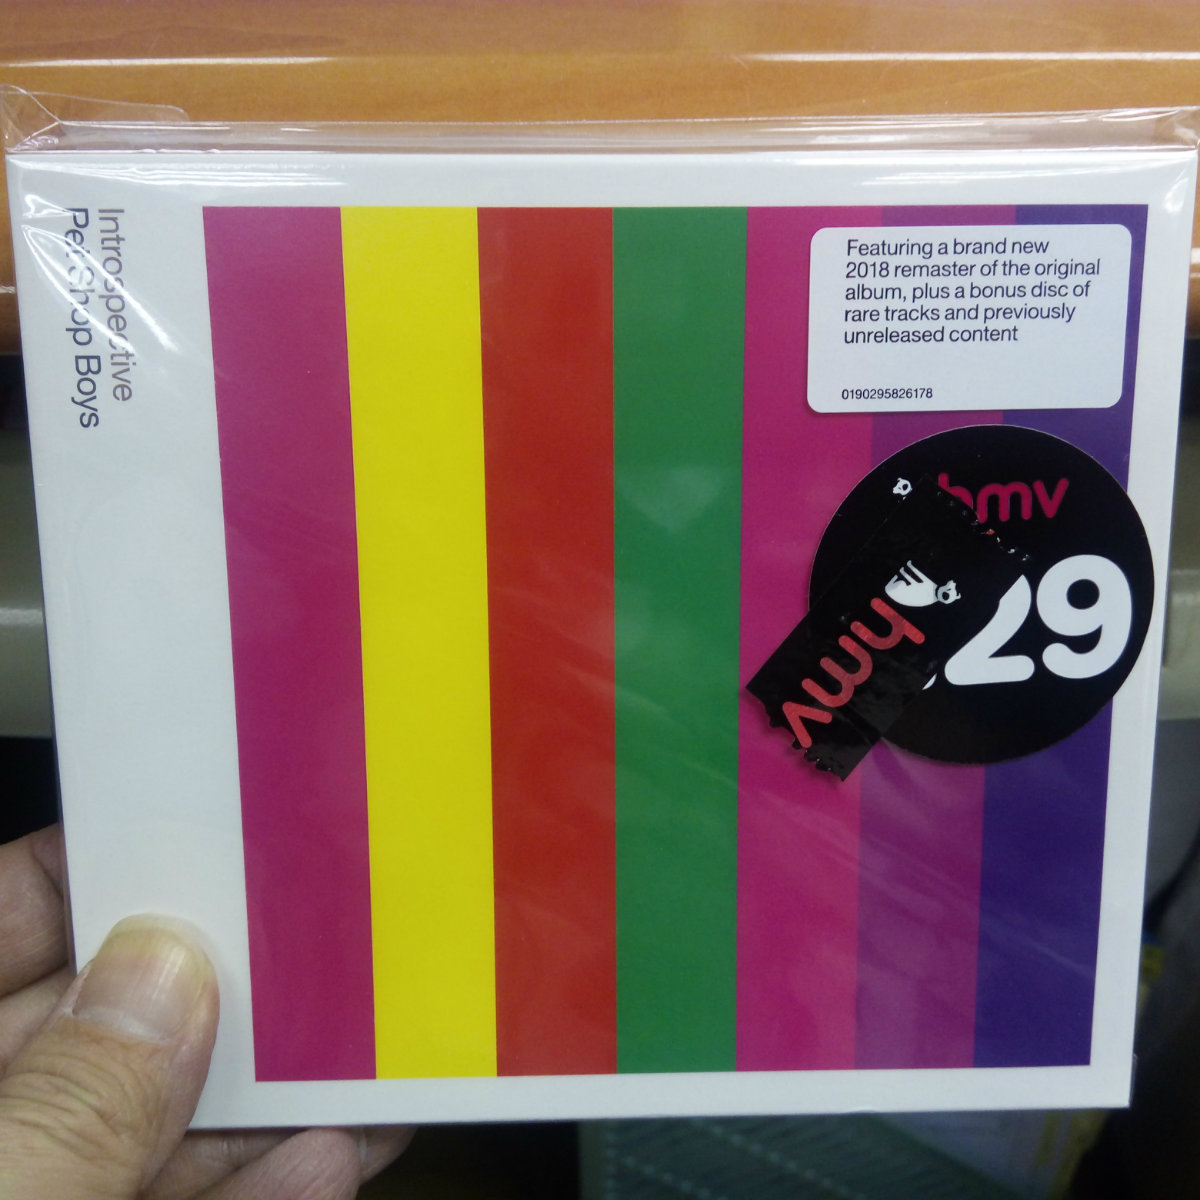 Introspective
Pet Shop Boys
Featuring a brand new
2018 remaster of the original
album, plus a bonus disc of
rare tracks and previously
unreleased content
0190295826178
hmv
29
hmv